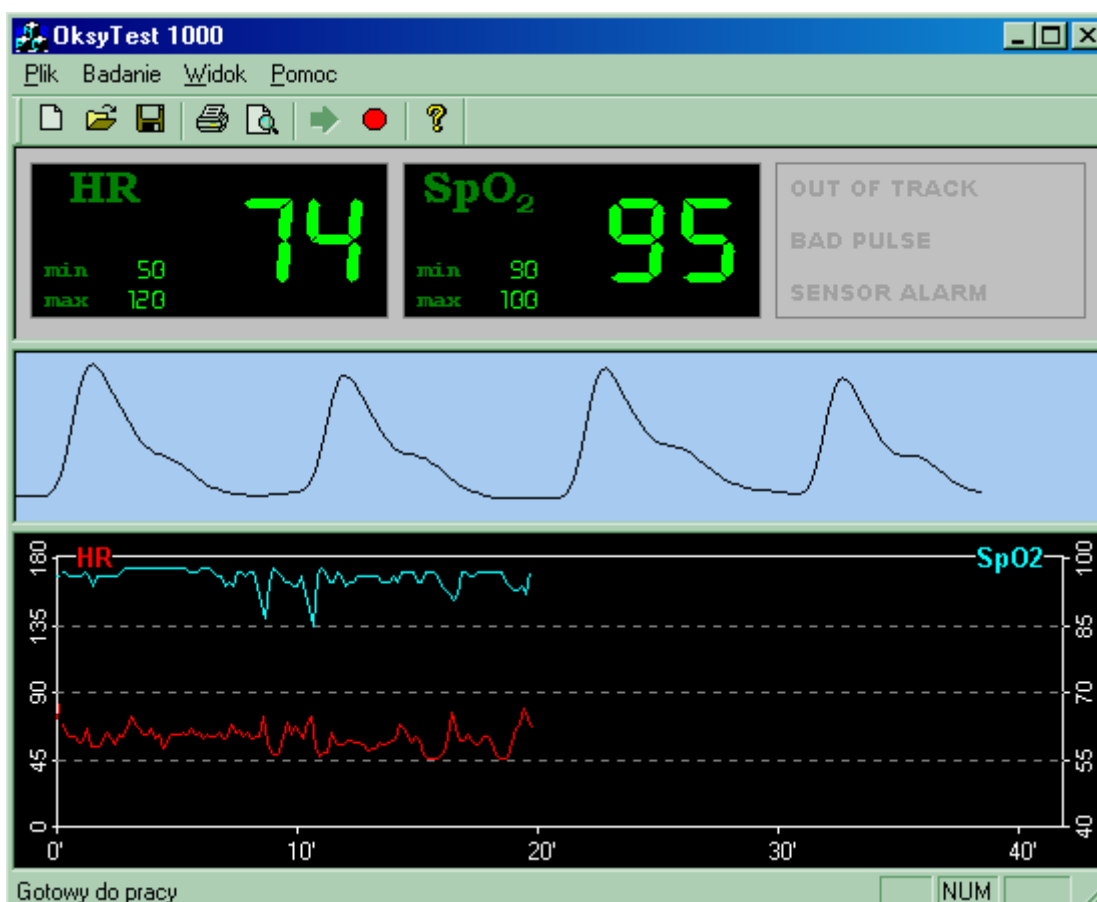 OksyTest 1000
Plik Badanie Widok Pomoc
HR 74
min 50
max 120
SpO₂ 95
min 90
max 100
OUT OF TRACK
BAD PULSE
SENSOR ALARM
HR SpO2
180 100
135 85
90 70
45 55
0 40
0' 10' 20' 30' 40'
Gotowy do pracy NUM